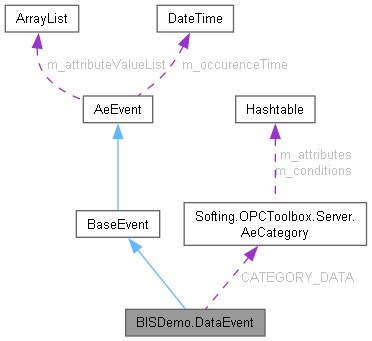 ArrayList
DateTime
m_attributeValueList
m_occurenceTime
AeEvent
Hashtable
m_attributes
m_conditions
BaseEvent
Softing.OPCToolbox.Server.
AeCategory
CATEGORY_DATA
BISDemo.DataEvent